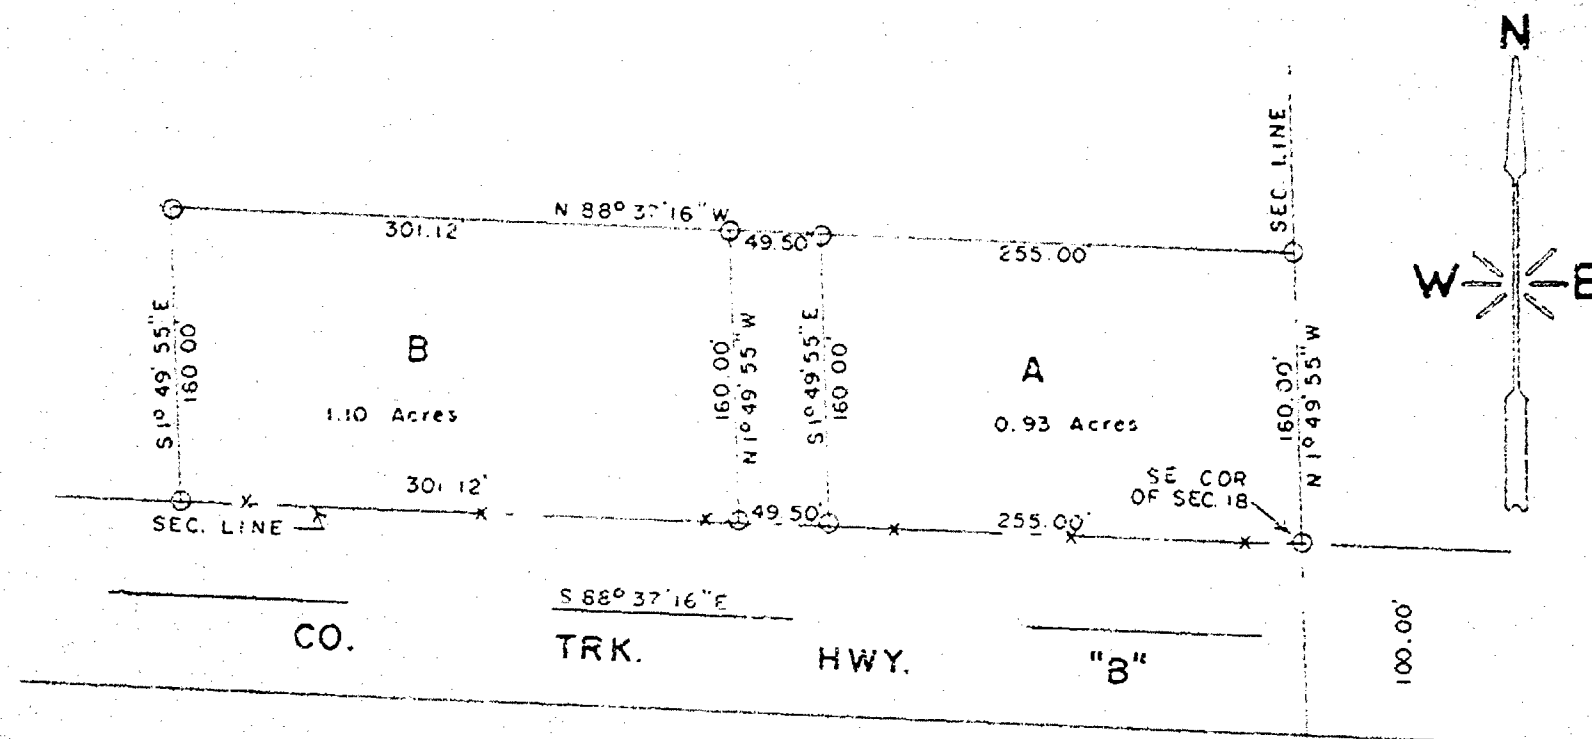 N
SEC. LINE
N 88° 37' 16" W
301.12'
49.50'
255.00'
W
E
S 1° 49' 55" E
160.00'
B
1.10 Acres
160.00'
N 1° 49' 55" W
S 1° 49' 55" E
160.00'
A
0.93 Acres
160.00'
N 1° 49' 55" W
SE COR
OF SEC. 18
301.12'
49.50'
255.00'
SEC. LINE
S 88° 37' 16" E
CO. TRK. HWY. "B"
100.00'